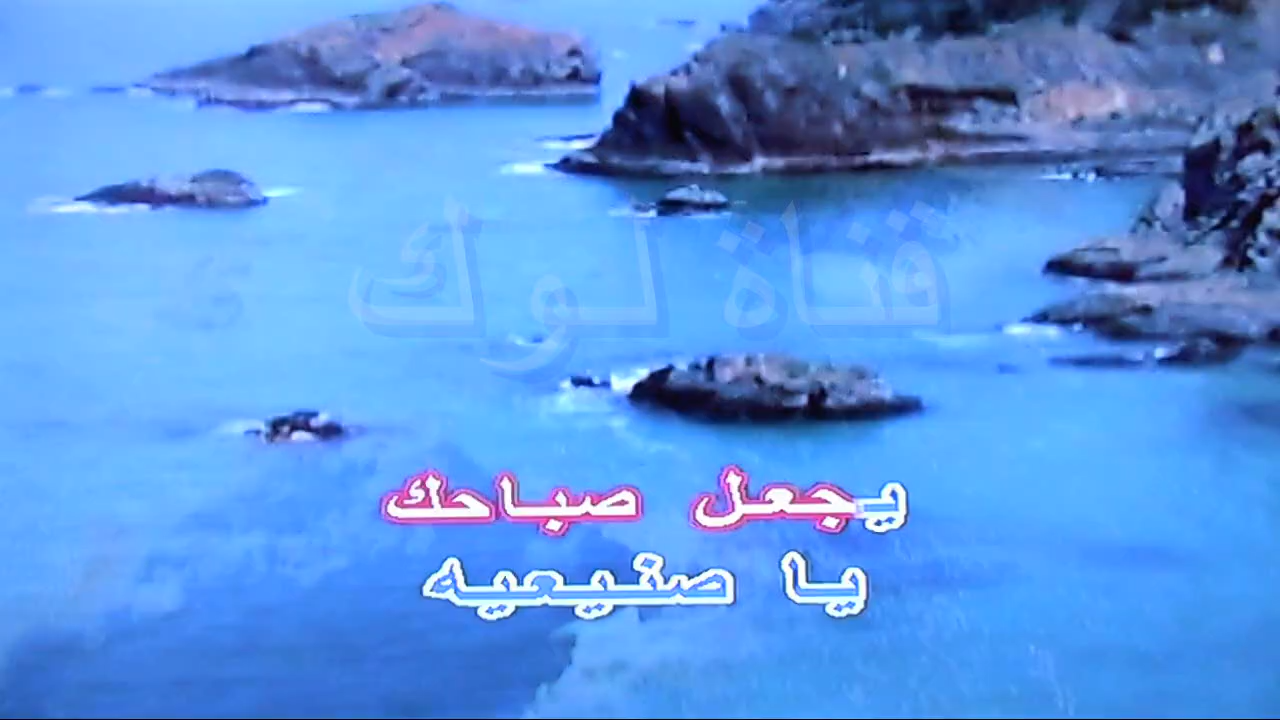 قناة لوك
يجعل صباحك
يا صنيعيه